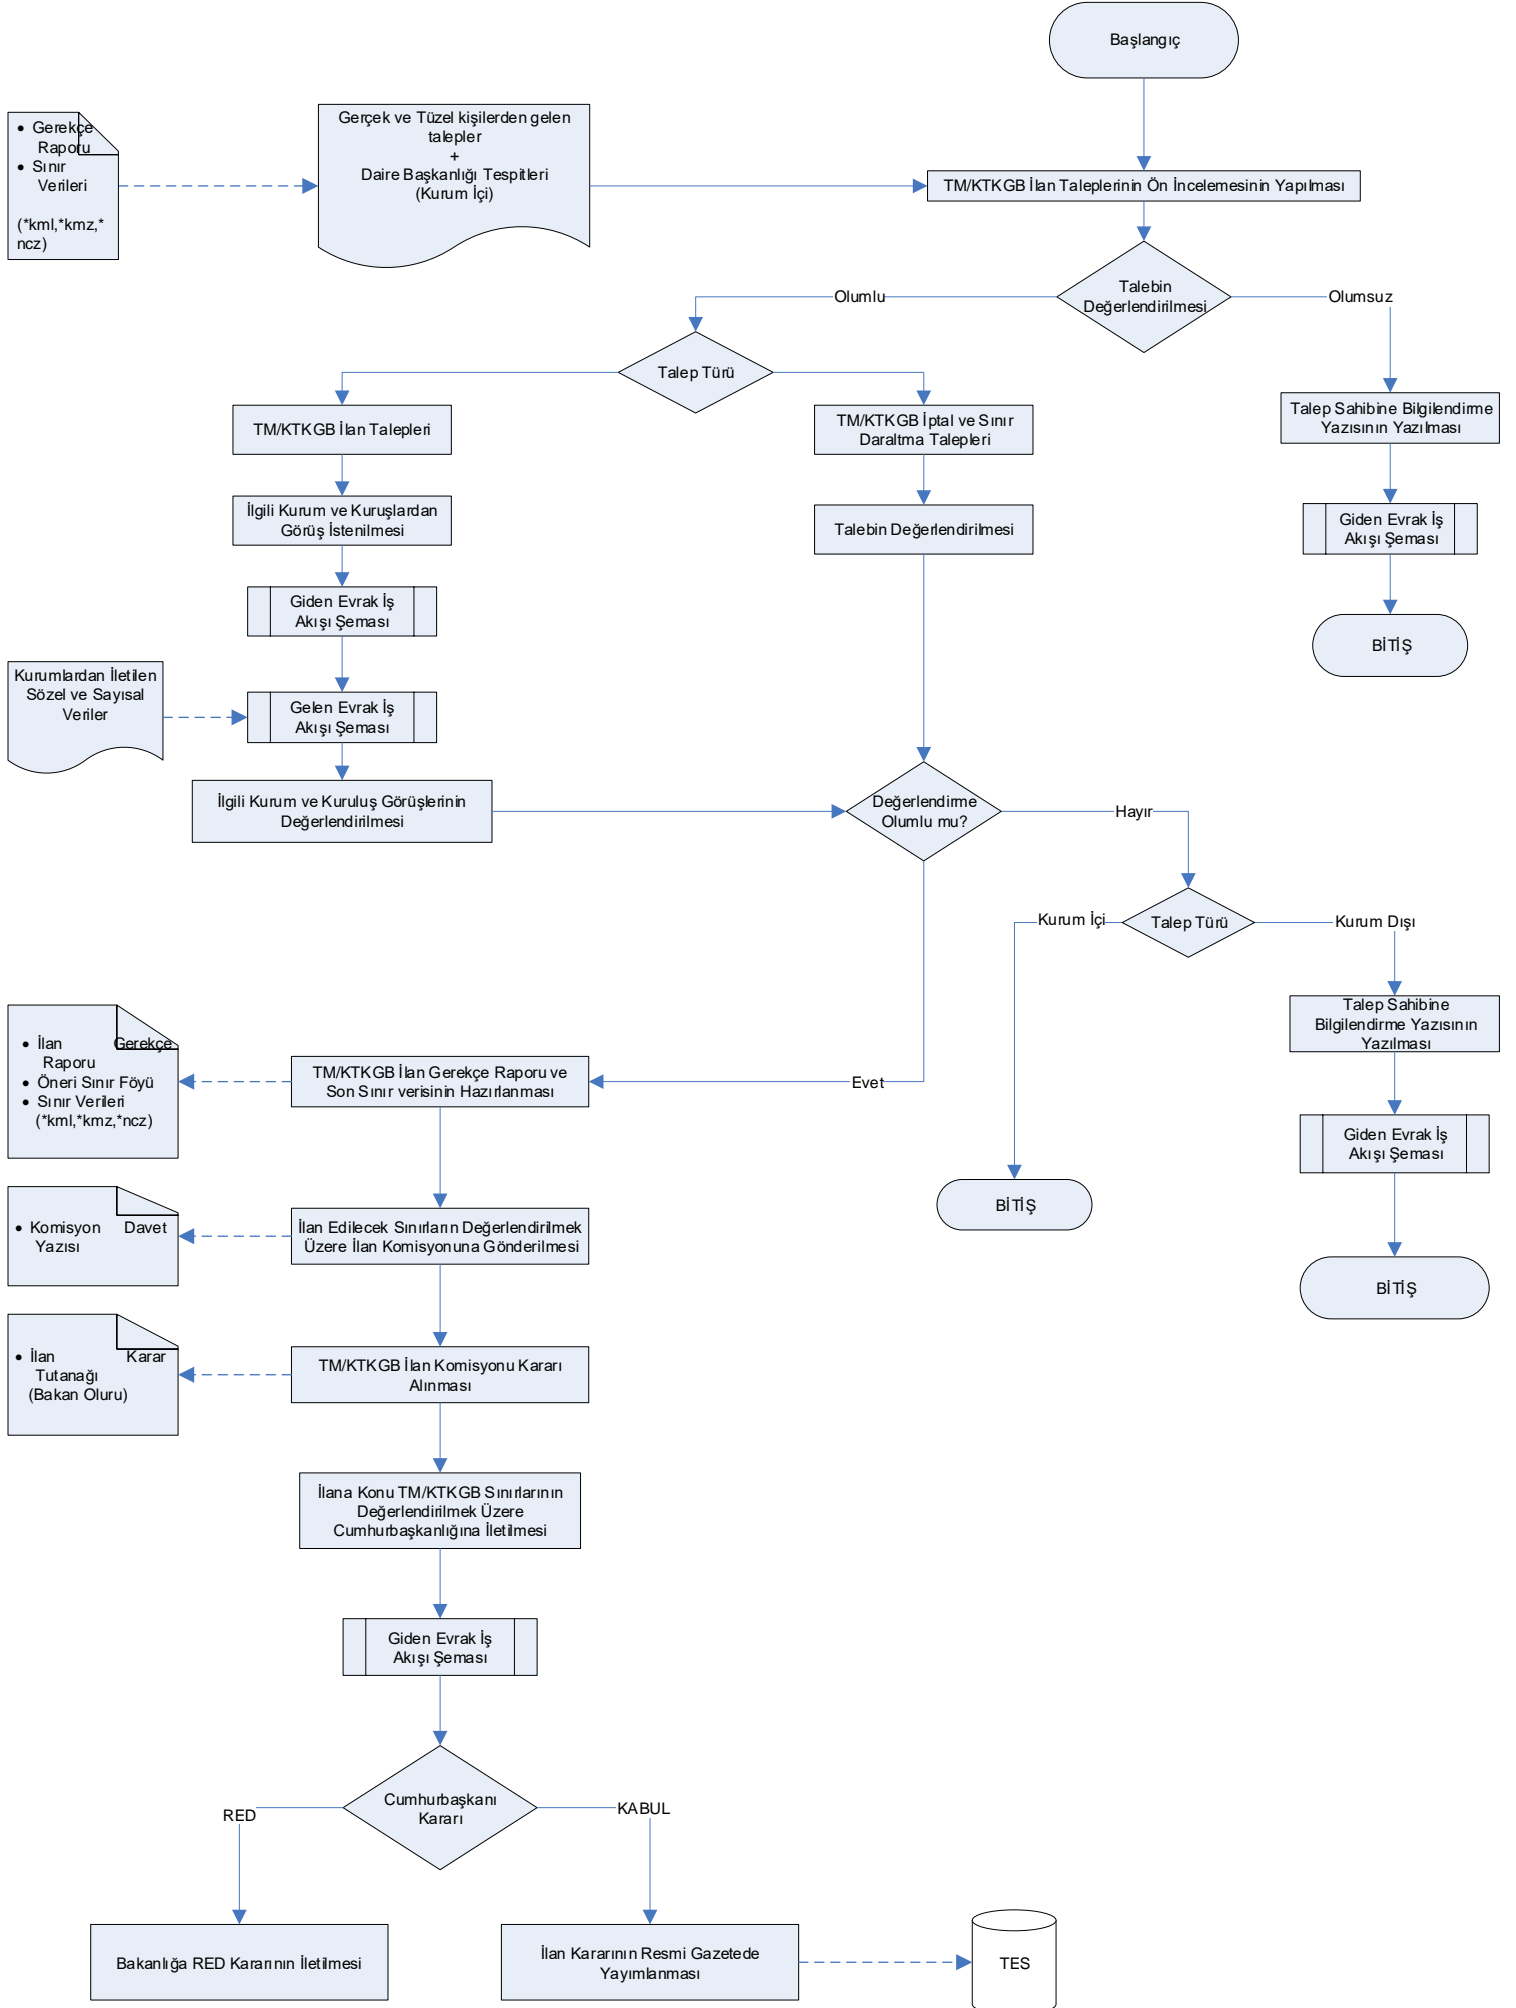 Başlangıç
• Gerekçe
Raporu
• Sınır
Verileri
(*kml,*kmz,*
ncz)
Gerçek ve Tüzel kişilerden gelen
talepler
+
Daire Başkanlığı Tespitleri
(Kurum İçi)
TM/KTKGB İlan Taleplerinin Ön İncelemesinin Yapılması
Talebin
Değerlendirilmesi
Olumlu
Olumsuz
Talep Türü
TM/KTKGB İlan Talepleri
TM/KTKGB İptal ve Sınır
Daraltma Talepleri
Talep Sahibine Bilgilendirme
Yazısının Yazılması
İlgili Kurum ve Kuruşlardan
Görüş İstenilmesi
Talebin Değerlendirilmesi
Giden Evrak İş
Akışı Şeması
Giden Evrak İş
Akışı Şeması
BİTİŞ
Kurumlardan İletilen
Sözel ve Sayısal
Veriler
Gelen Evrak İş
Akışı Şeması
İlgili Kurum ve Kuruluş Görüşlerinin
Değerlendirilmesi
Değerlendirme
Olumlu mu?
Hayır
Kurum İçi
Talep Türü
Kurum Dışı
Talep Sahibine
Bilgilendirme Yazısının
Yazılması
• İlan Gerekçe
Raporu
• Öneri Sınır Föyü
• Sınır Verileri
(*kml,*kmz,*ncz)
TM/KTKGB İlan Gerekçe Raporu ve
Son Sınır verisinin Hazırlanması
Evet
Giden Evrak İş
Akışı Şeması
BİTİŞ
• Komisyon Davet
Yazısı
İlan Edilecek Sınırların Değerlendirilmek
Üzere İlan Komisyonuna Gönderilmesi
BİTİŞ
• İlan Karar
Tutanağı
(Bakan Oluru)
TM/KTKGB İlan Komisyonu Kararı
Alınması
İlana Konu TM/KTKGB Sınırlarının
Değerlendirilmek Üzere
Cumhurbaşkanlığına İletilmesi
Giden Evrak İş
Akışı Şeması
Cumhurbaşkanı
Kararı
RED
KABUL
Bakanlığa RED Kararının İletilmesi
İlan Kararının Resmi Gazetede
Yayımlanması
TES